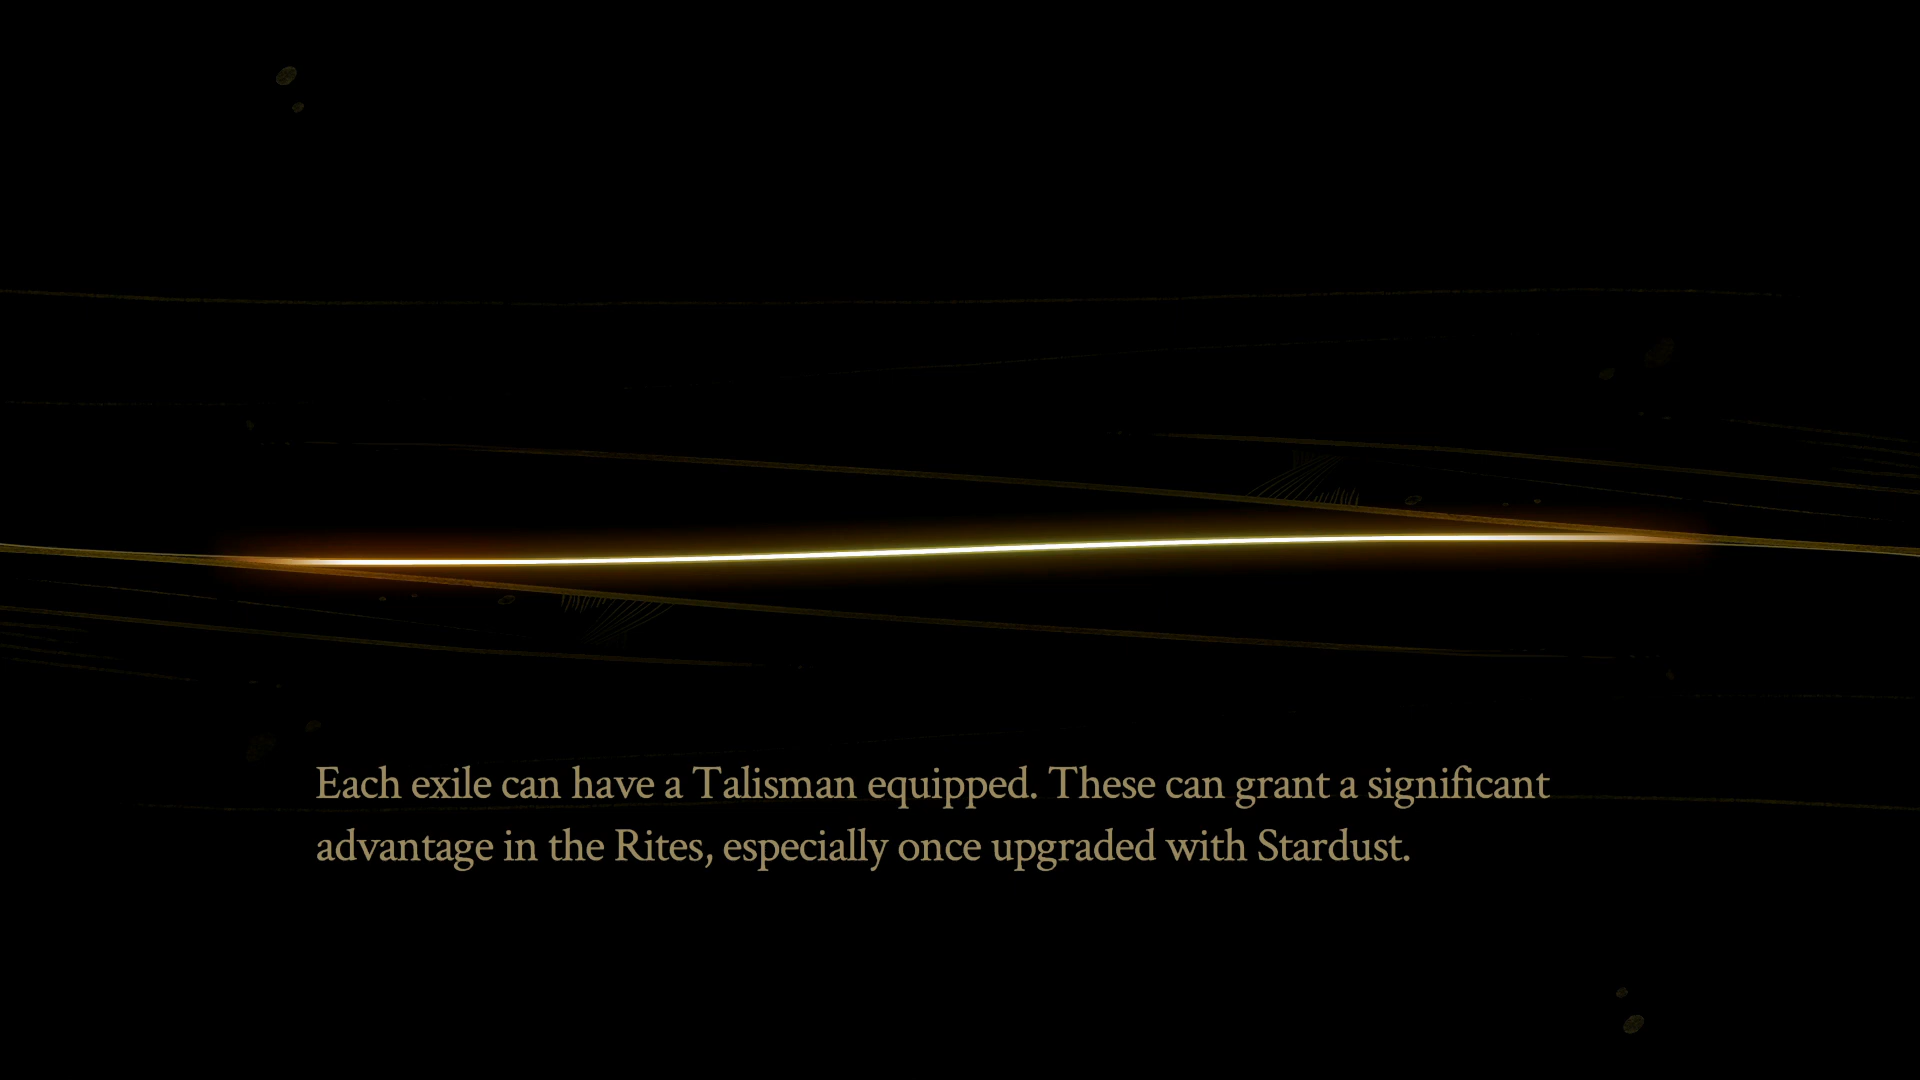 Each exile can have a Talisman equipped. These can grant a significant
advantage in the Rites, especially once upgraded with Stardust.